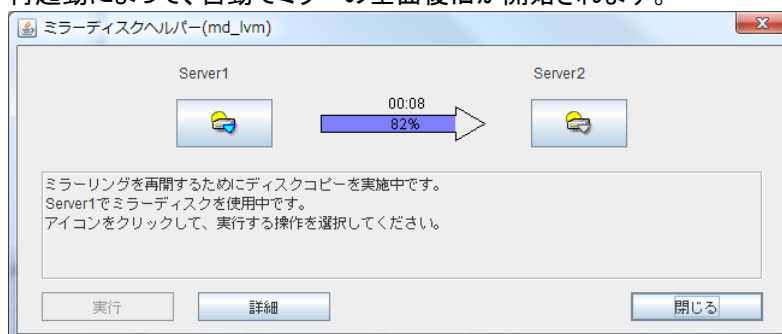 再起動によって、自動でミラーの全面復旧が開始されます。
ミラーディスクヘルパー(md_lvm)
Server1
Server2
00:08
82%
ミラーリングを再開するためにディスクコピーを実施中です。
Server1でミラーディスクを使用中です。
アイコンをクリックして、実行する操作を選択してください。
実行
詳細
閉じる